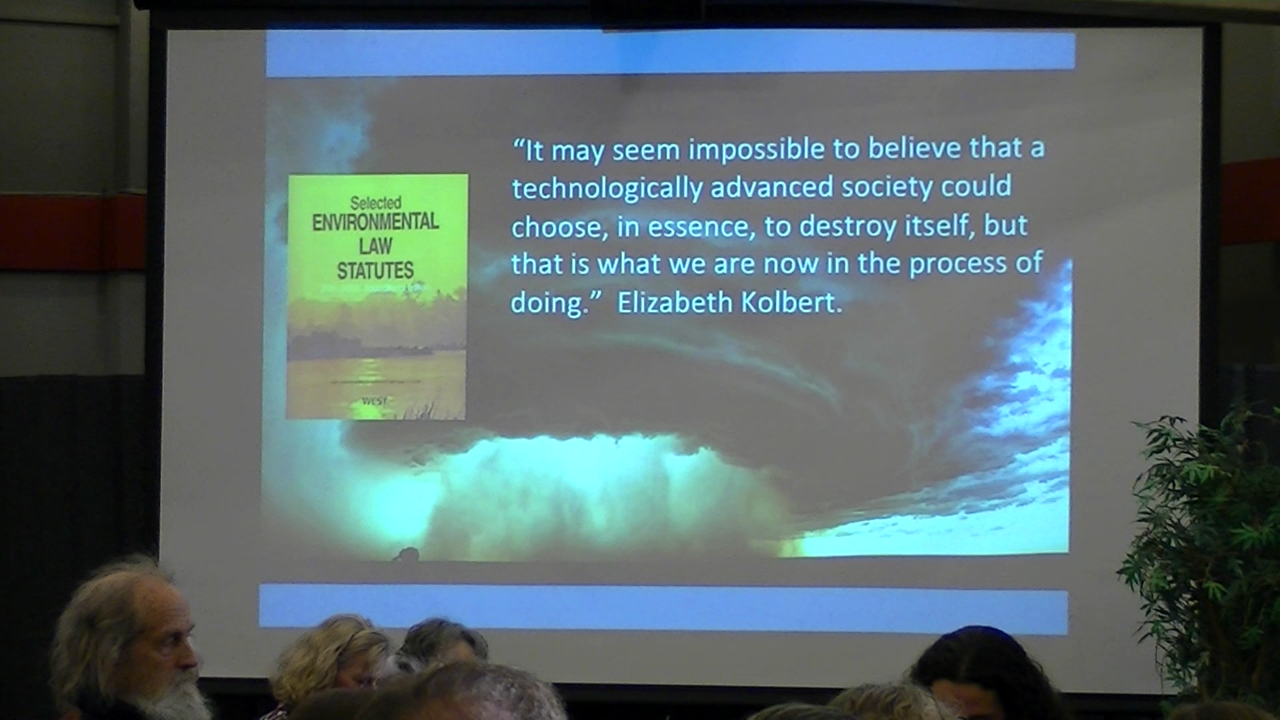 Selected
ENVIRONMENTAL
LAW
STATUTES
WEST
“It may seem impossible to believe that a
technologically advanced society could
choose, in essence, to destroy itself, but
that is what we are now in the process of
doing.”  Elizabeth Kolbert.